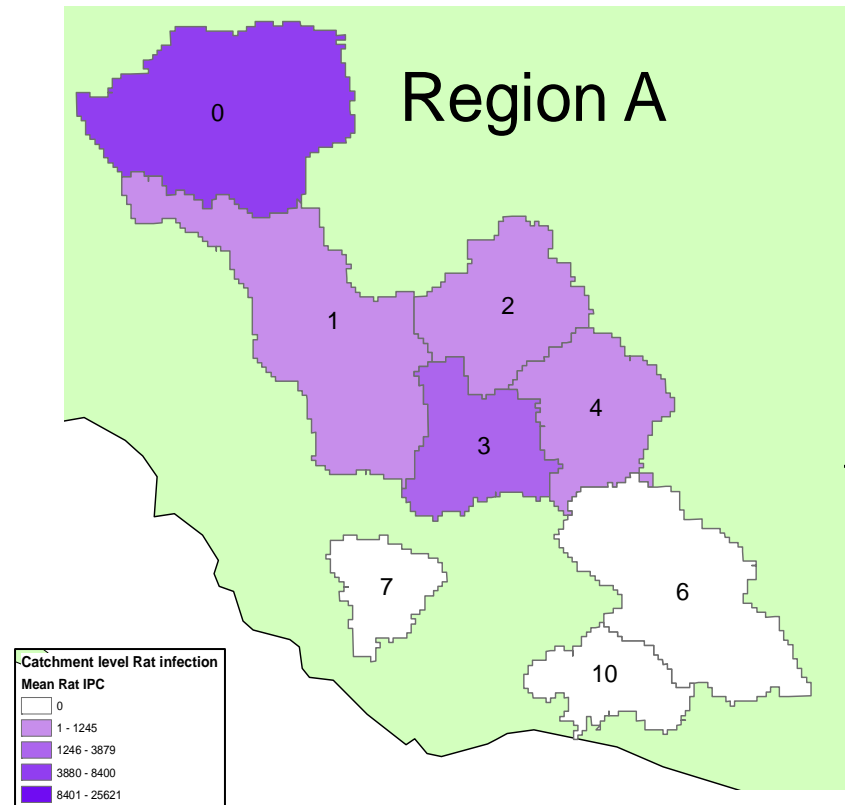 Region A
0
1
2
3
4
7
6
10
Catchment level Rat infection
Mean Rat IPC
0
1 - 1245
1246 - 3879
3880 - 8400
8401 - 25621